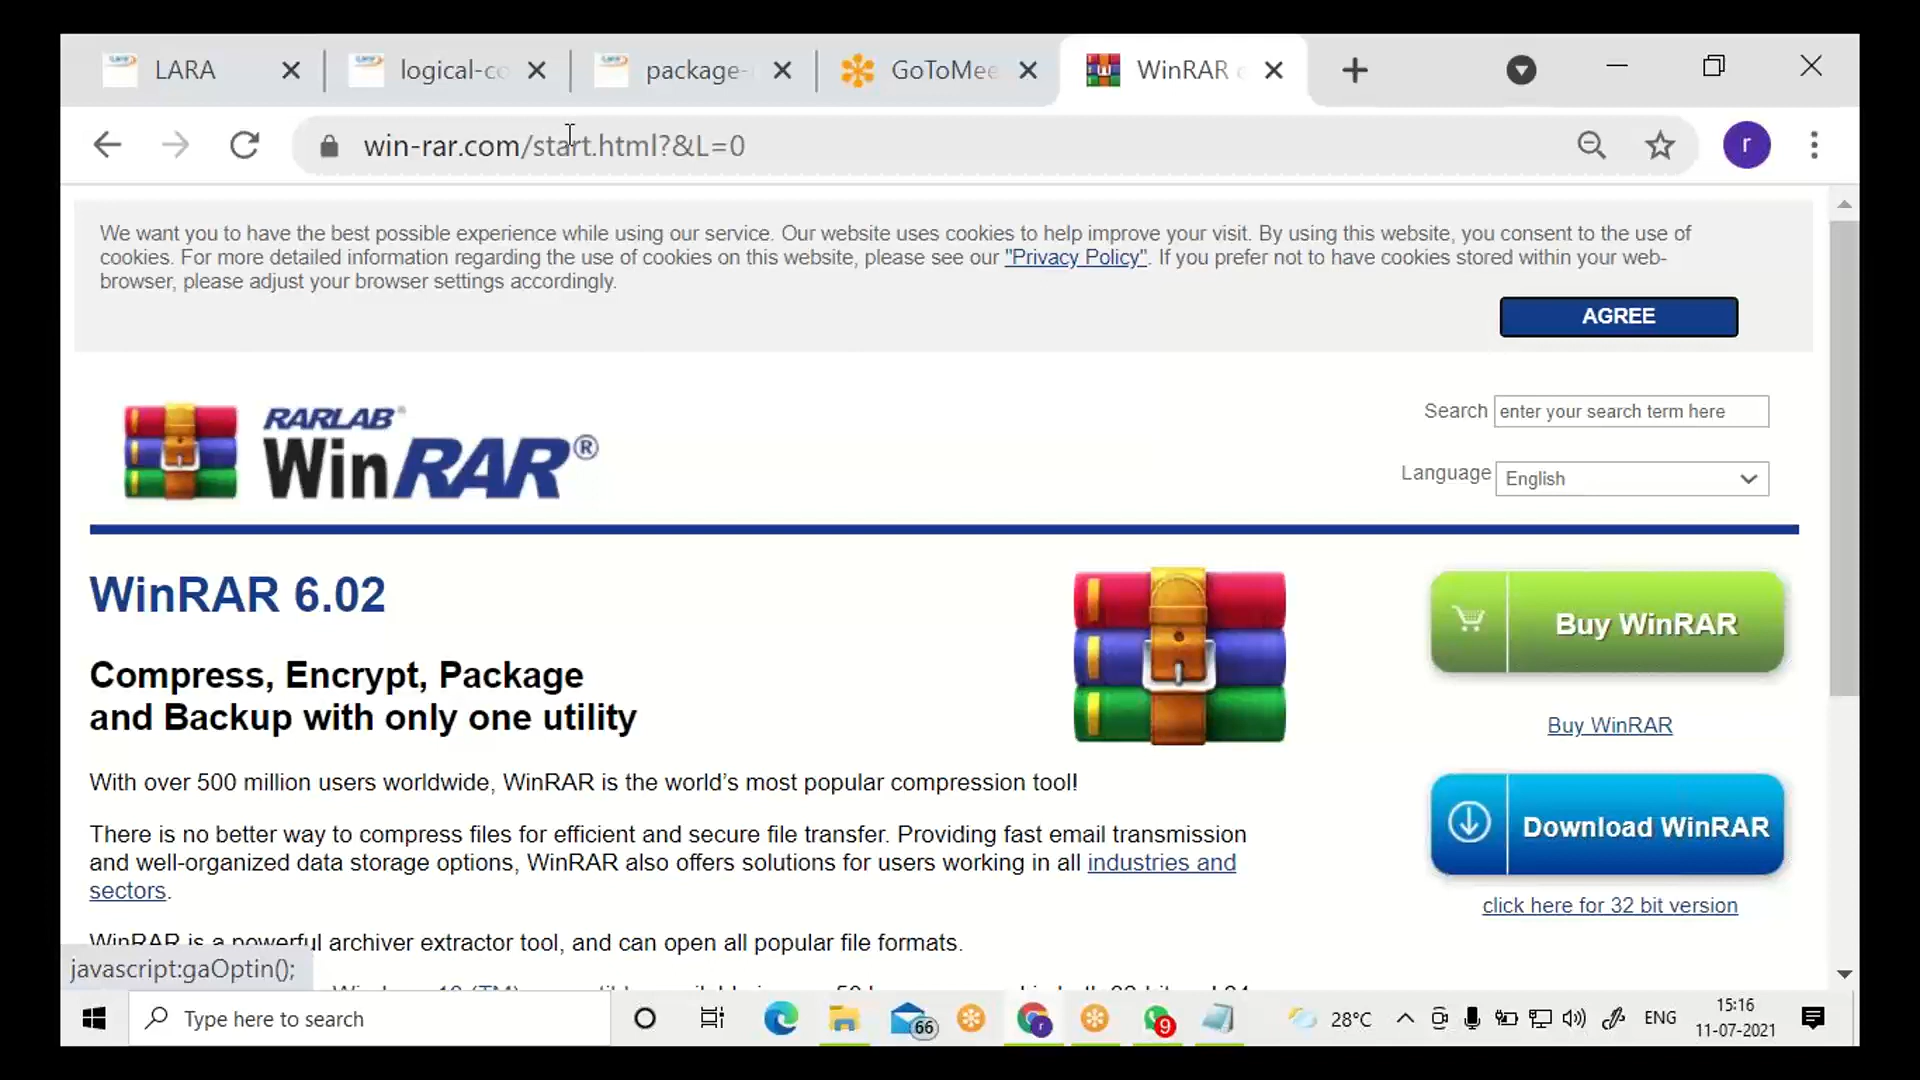 LARA
logical-co
package-
GoToMee
WinRAR
win-rar.com/start.html?&L=0
r
We want you to have the best possible experience while using our service. Our website uses cookies to help improve your visit. By using this website, you consent to the use of
cookies. For more detailed information regarding the use of cookies on this website, please see our "Privacy Policy". If you prefer not to have cookies stored within your web-
browser, please adjust your browser settings accordingly.
AGREE
RARLAB®
WinRAR®
Search enter your search term here
Language English
WinRAR 6.02
Compress, Encrypt, Package
and Backup with only one utility
Buy WinRAR
Buy WinRAR
With over 500 million users worldwide, WinRAR is the world's most popular compression tool!
There is no better way to compress files for efficient and secure file transfer. Providing fast email transmission
and well-organized data storage options, WinRAR also offers solutions for users working in all industries and
sectors.
Download WinRAR
click here for 32 bit version
WinRAR is a powerful archiver extractor tool, and can open all popular file formats.
javascript:gaOptin();
Type here to search
66
r
9
28°C
ENG
15:16
11-07-2021